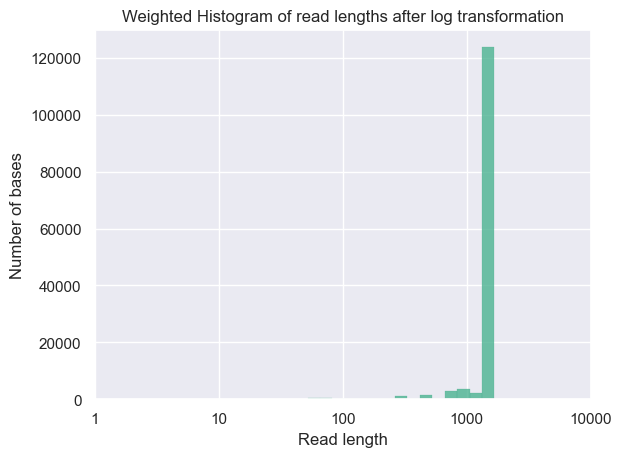 Weighted Histogram of read lengths after log transformation
120000
100000
80000
60000
40000
20000
0
Number of bases
1 10 100 1000 10000
Read length